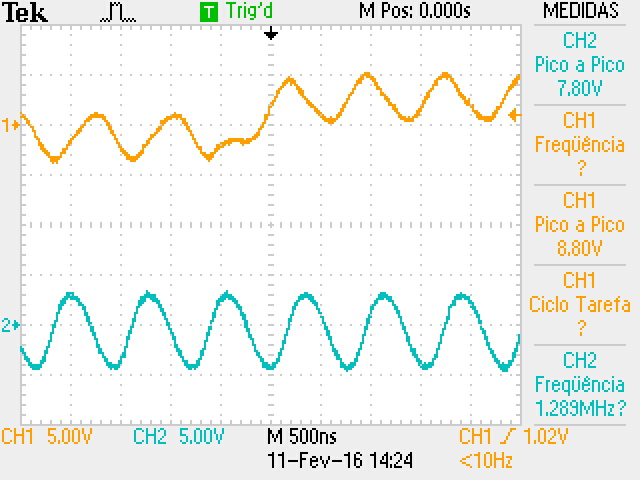 Tek
T Trig'd
M Pos: 0.000s
MEDIDAS
CH2
Pico a Pico
7.80V
CH1
Freqüência
?
CH1
Pico a Pico
8.80V
CH1
Ciclo Tarefa
?
CH2
Freqüência
1.289MHz?
1
2
CH1 5.00V
CH2 5.00V
M 500ns
CH1 1.02V
11-Fev-16 14:24
<10Hz